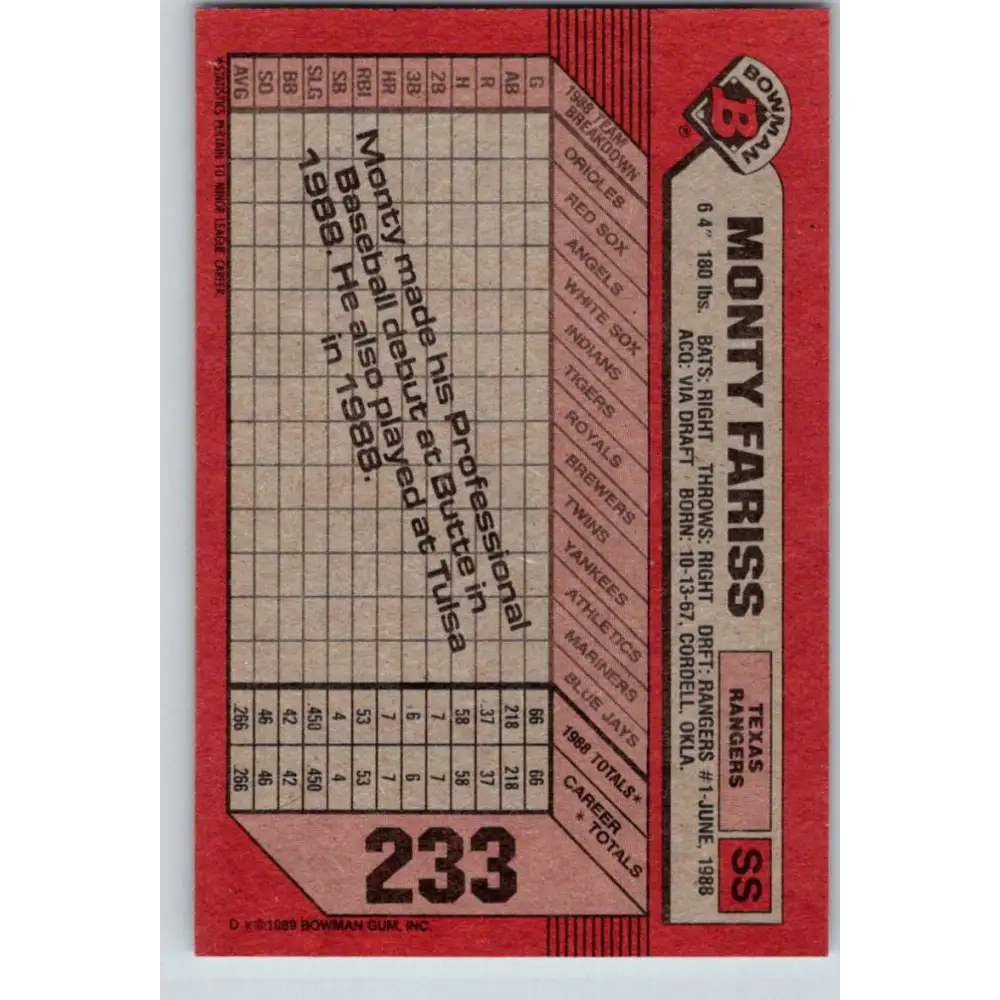 BOWMAN
B
®
MONTY FARISS
TEXAS
RANGERS
SS
6 4" 180 lbs. BATS: RIGHT THROWS: RIGHT DRFT: RANGERS #1-JUNE, 1988
ACQ: VIA DRAFT BORN: 10-13-67, CORDELL, OKLA.
1988 TEAM
BREAKDOWN
ORIOLES
RED SOX
ANGELS
WHITE SOX
INDIANS
TIGERS
ROYALS
BREWERS
TWINS
YANKEES
ATHLETICS
MARINERS
BLUE JAYS
1988 TOTALS*
CAREER
* TOTALS
G 66 66
AB 218 218
R 37 37
H 58 58
2B 7 7
3B 6 6
HR 7 7
RBI 53 53
SB 4 4
SLG .450 .450
BB 42 42
SO 46 46
AVG .266 .266
Monty made his Professional
Baseball debut at Butte in
1988. He also played at Tulsa
in 1988.
*STATISTICS PERTAIN TO MINOR LEAGUE CAREER.
233
D * ©1989 BOWMAN GUM, INC.